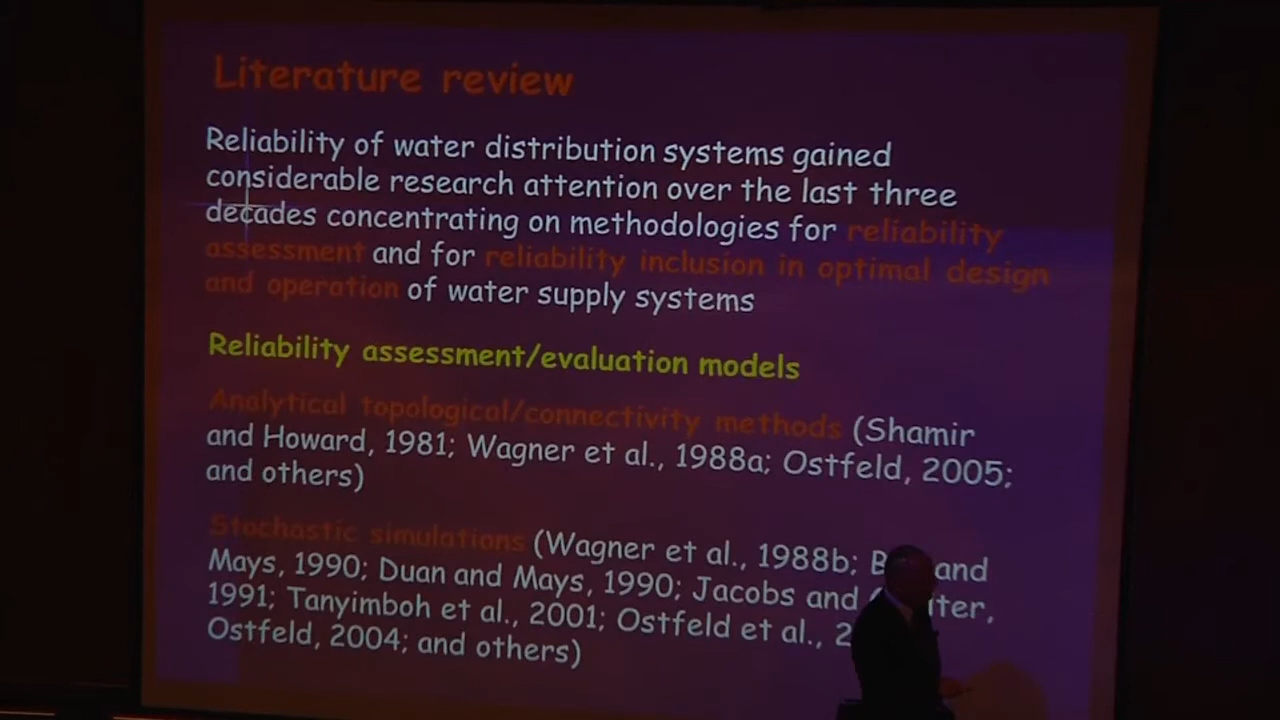 Literature review
Reliability of water distribution systems gained
considerable research attention over the last three
decades concentrating on methodologies for reliability
assessment and for reliability inclusion in optimal design
and operation of water supply systems
Reliability assessment/evaluation models
Analytical topological/connectivity methods (Shamir
and Howard, 1981; Wagner et al., 1988a; Ostfeld, 2005;
and others)
Stochastic simulations (Wagner et al., 1988b; and
Mays, 1990; Duan and Mays, 1990; Jacobs and
1991; Tanyimboh et al., 2001; Ostfeld et al.,
Ostfeld, 2004; and others)